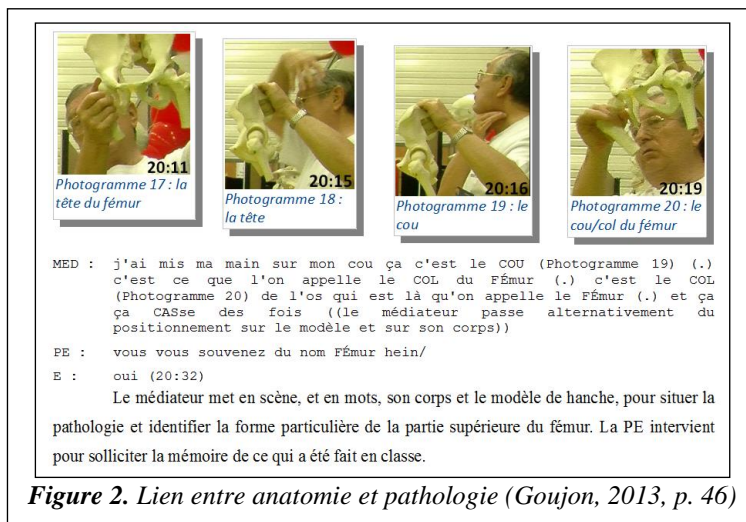 20:11
Photogramme 17 : la
tête du fémur
20:15
Photogramme 18 :
la tête
20:16
Photogramme 19 : le
cou
20:19
Photogramme 20 : le
cou/col du fémur
MED : j'ai mis ma main sur mon cou ça c'est le COU (Photogramme 19) (.)
c'est ce que l'on appelle le COL du FÉmur (.) c'est le COL
(Photogramme 20) de l'os qui est là qu'on appelle le FÉmur (.) et ça
ça CASse des fois ((le médiateur passe alternativement du
positionnement sur le modèle et sur son corps))
PE : vous vous souvenez du nom FÉmur hein/
E : oui (20:32)
Le médiateur met en scène, et en mots, son corps et le modèle de hanche, pour situer la
pathologie et identifier la forme particulière de la partie supérieure du fémur. La PE intervient
pour solliciter la mémoire de ce qui a été fait en classe.
Figure 2. Lien entre anatomie et pathologie (Goujon, 2013, p. 46)